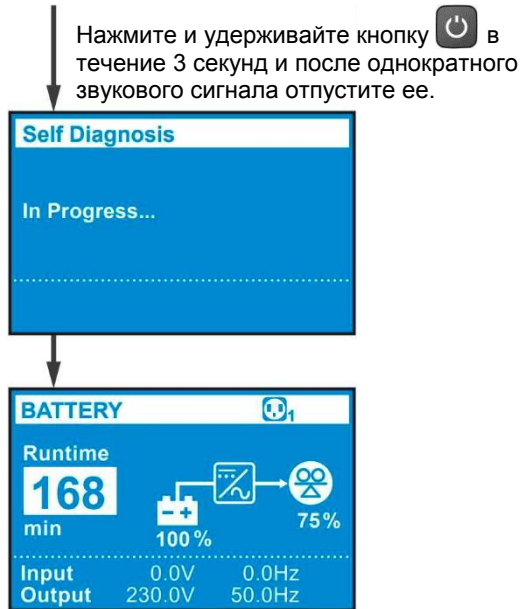 Нажмите и удерживайте кнопку в
течение 3 секунд и после однократного
звукового сигнала отпустите ее.
Self Diagnosis
In Progress...
BATTERY 1
Runtime
168
min
100%
75%
Input 0.0V 0.0Hz
Output 230.0V 50.0Hz